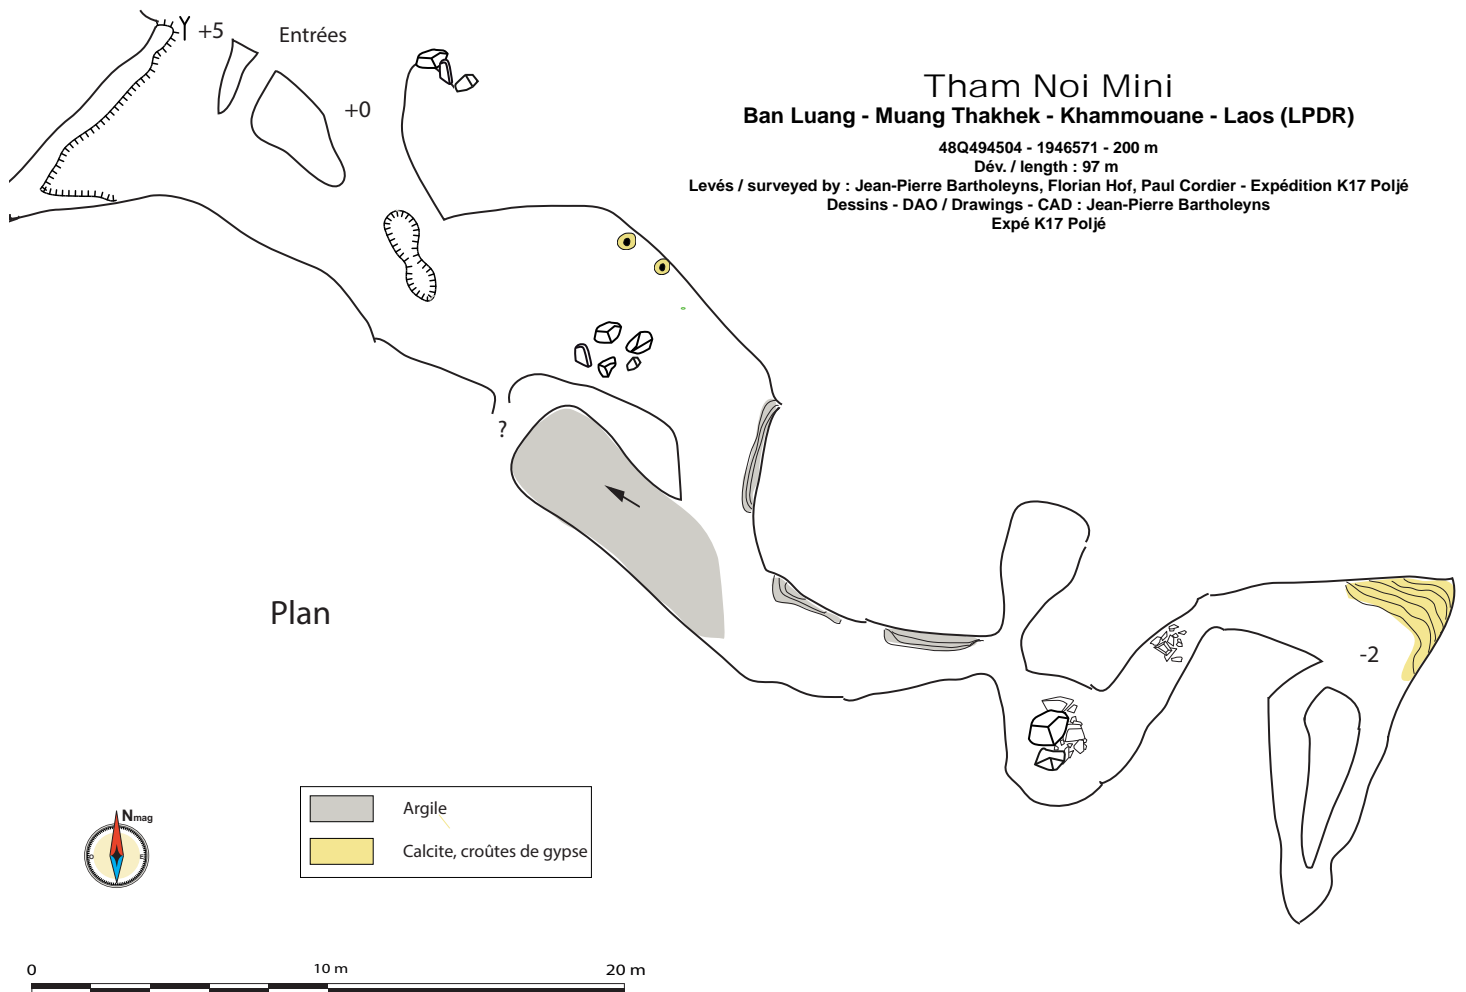 +5
Entrées
+0
Tham Noi Mini
Ban Luang - Muang Thakhek - Khammouane - Laos (LPDR)
48Q494504 - 1946571 - 200 m
Dév. / length : 97 m
Levés / surveyed by : Jean-Pierre Bartholeyns, Florian Hof, Paul Cordier - Expédition K17 Poljé
Dessins - DAO / Drawings - CAD : Jean-Pierre Bartholeyns
Expé K17 Poljé
?
Plan
-2
Nmag
O E
Argile
Calcite, croûtes de gypse
0 10 m 20 m